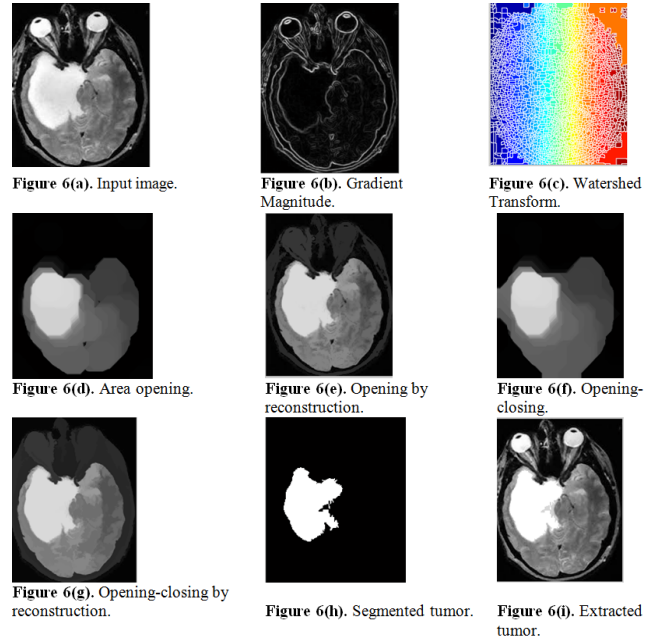 Figure 6(a). Input image.
Figure 6(b). Gradient
Magnitude.
Figure 6(c). Watershed
Transform.
Figure 6(d). Area opening.
Figure 6(e). Opening by
reconstruction.
Figure 6(f). Opening-
closing.
Figure 6(g). Opening-closing by
reconstruction.
Figure 6(h). Segmented tumor.
Figure 6(i). Extracted
tumor.